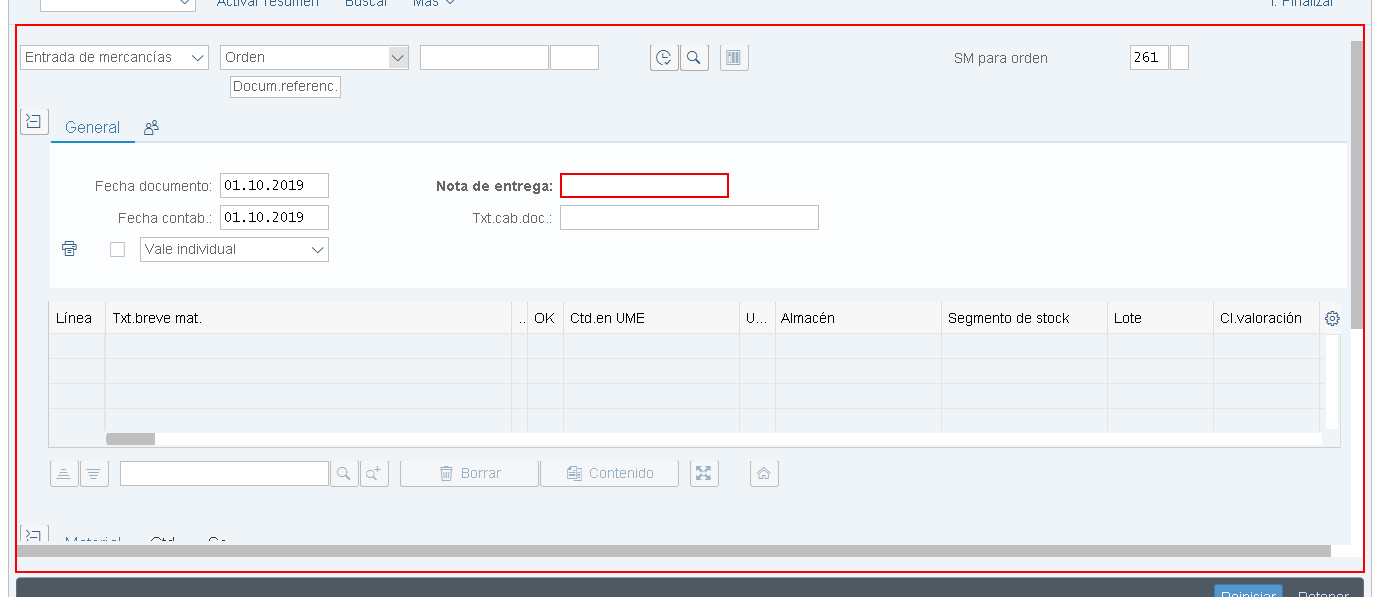 Activar resumen Buscar Más
Finalizar
Entrada de mercancías Orden SM para orden 261
Docum.referenc.
General
Fecha documento: 01.10.2019 Nota de entrega:
Fecha contab.: 01.10.2019 Txt.cab.doc.:
Vale individual
Línea Txt.breve mat. .. OK Ctd.en UME U... Almacén Segmento de stock Lote Cl.valoración
Borrar Contenido
Material Ctd.
Reiniciar Detener